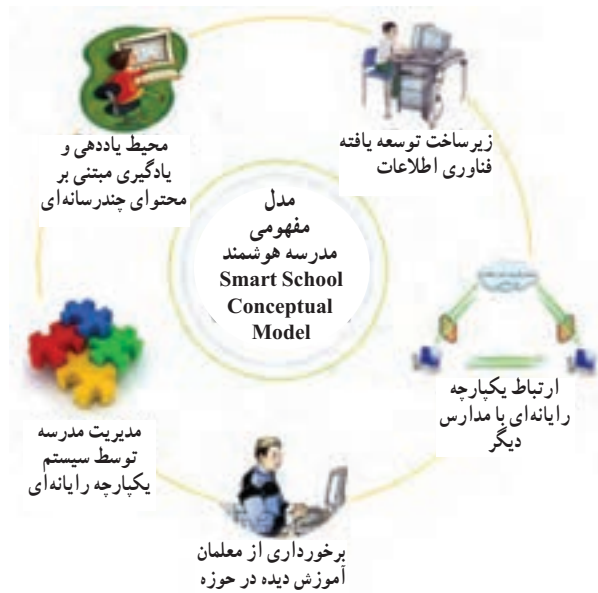 محیط یاددهی و
یادگیری مبتنی بر
محتوای چندرسانه‌ای
زیرساخت توسعه یافته
فناوری اطلاعات
مدل
مفهومی
مدرسه هوشمند
Smart School
Conceptual
Model
ارتباط یکپارچه
رایانه‌ای با مدارس
دیگر
مدیریت مدرسه
توسط سیستم
یکپارچه رایانه‌ای
برخورداری از معلمان
آموزش دیده در حوزه